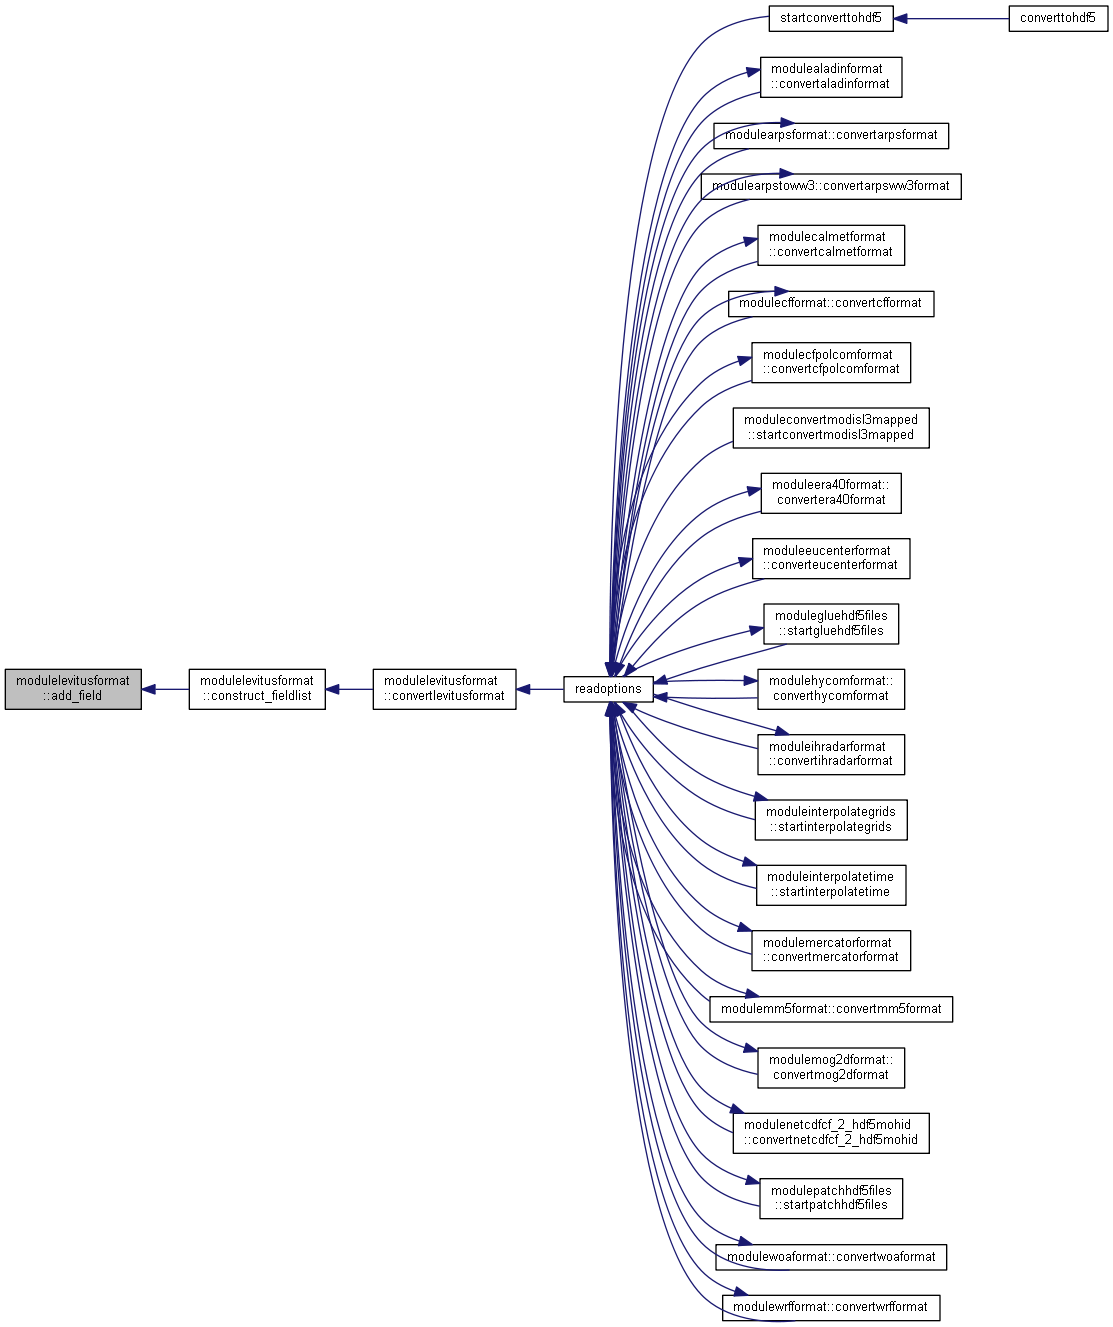 startconverttohdf5
converttohdf5
modulealadinformat
::convertaladinformat
modulearpsformat::convertarpsformat
modulearpstoww3::convertarpsww3format
modulecalmetformat
::convertcalmetformat
modulecfformat::convertcfformat
modulecfpolcomformat
::convertcfpolcomformat
moduleconvertmodisl3mapped
::startconvertmodisl3mapped
moduleera40format::
convertera40format
moduleeucenterformat
::converteucenterformat
modulegluehdf5files
::startgluehdf5files
modulelevitusformat
::add_field
modulelevitusformat
::construct_fieldlist
modulelevitusformat
::convertlevitusformat
readoptions
modulehycomformat::
converthycomformat
moduleihradarformat
::convertihradarformat
moduleinterpolategrids
::startinterpolategrids
moduleinterpolatetime
::startinterpolatetime
modulemercatorformat
::convertmercatorformat
modulemm5format::convertmm5format
modulemog2dformat::
convertmog2dformat
modulenetcdfcf_2_hdf5mohid
::convertnetcdfcf_2_hdf5mohid
modulepatchhdf5files
::startpatchhdf5files
modulewoaformat::convertwoaformat
modulewrfformat::convertwrfformat